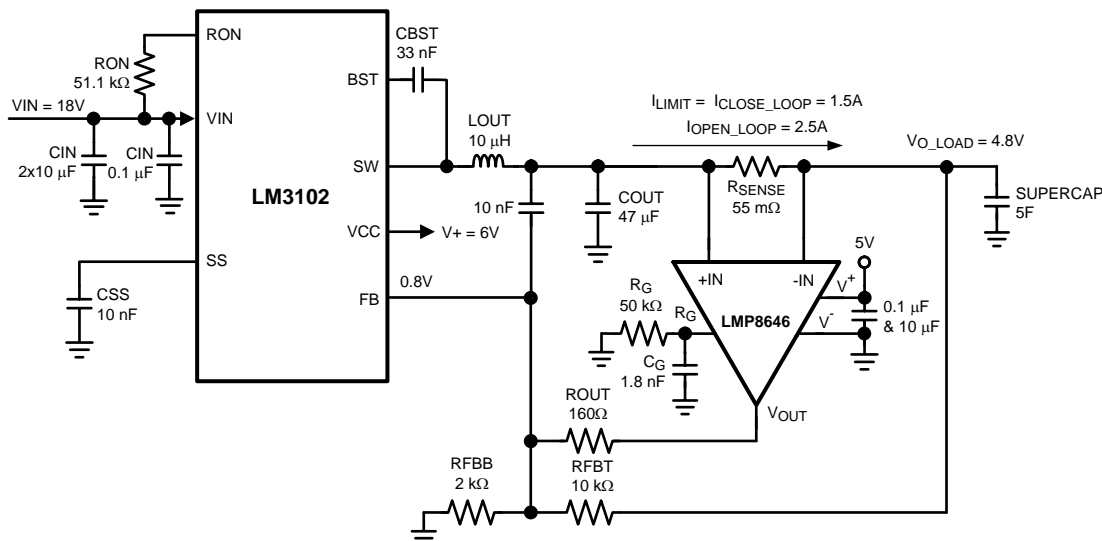 RON
RON
51.1 kΩ
VIN = 18V
VIN
CIN
2x10 µF
CIN
0.1 µF
LM3102
SS
CSS
10 nF
BST
CBST
33 nF
SW
LOUT
10 µH
VCC
V+ = 6V
FB
0.8V
10 nF
COUT
47 µF
ILIMIT = ICLOSE_LOOP = 1.5A
IOPEN_LOOP = 2.5A
RSENSE
55 mΩ
VO_LOAD = 4.8V
SUPERCAP
5F
+IN
-IN
LMP8646
V+
V-
5V
0.1 µF
& 10 µF
RG
50 kΩ
RG
CG
1.8 nF
VOUT
ROUT
160Ω
RFBB
2 kΩ
RFBT
10 kΩ